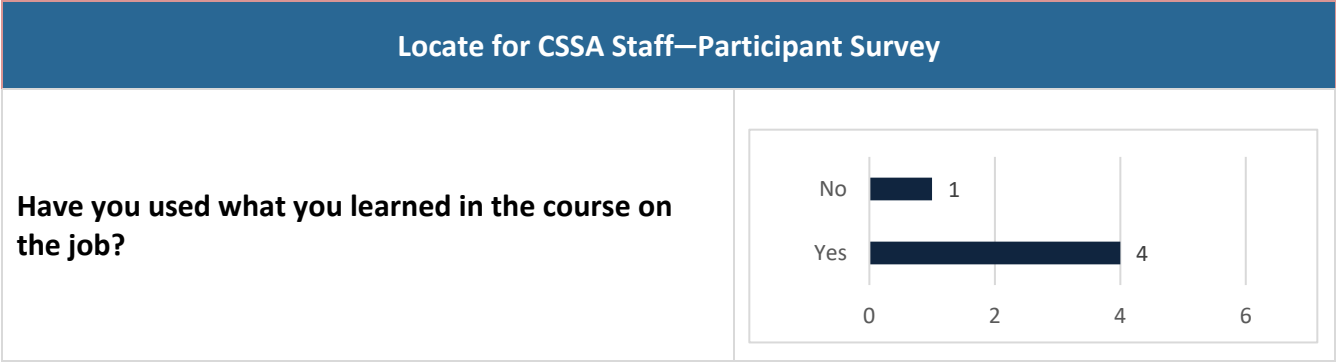 Locate for CSSA Staff—Participant Survey
Have you used what you learned in the course on
the job?
No 1
Yes 4
0 2 4 6